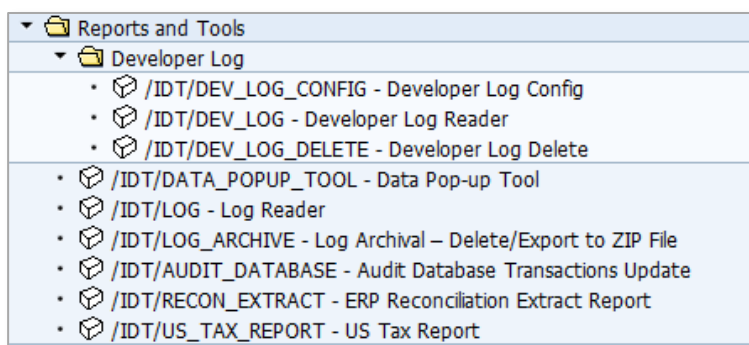 Reports and Tools
Developer Log
/IDT/DEV_LOG_CONFIG - Developer Log Config
/IDT/DEV_LOG - Developer Log Reader
/IDT/DEV_LOG_DELETE - Developer Log Delete
/IDT/DATA_POPUP_TOOL - Data Pop-up Tool
/IDT/LOG - Log Reader
/IDT/LOG_ARCHIVE - Log Archival – Delete/Export to ZIP File
/IDT/AUDIT_DATABASE - Audit Database Transactions Update
/IDT/RECON_EXTRACT - ERP Reconciliation Extract Report
/IDT/US_TAX_REPORT - US Tax Report